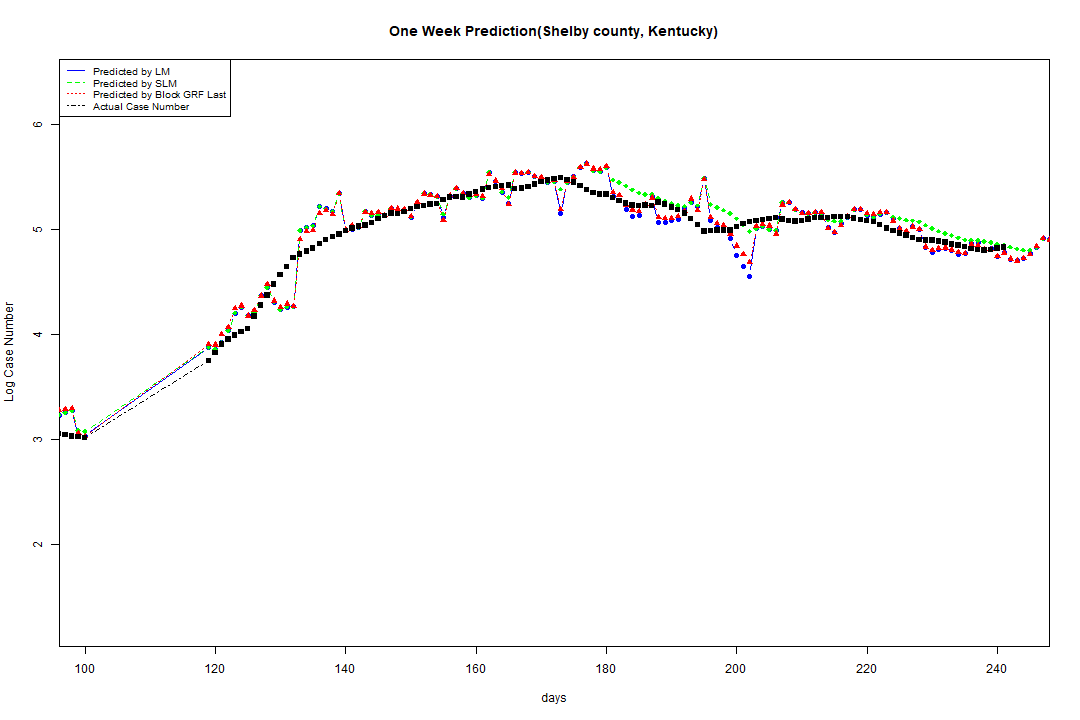 One Week Prediction(Shelby county, Kentucky)
Predicted by LM
Predicted by SLM
Predicted by Block GRF Last
Actual Case Number
6
5
4
3
2
Log Case Number
100 120 140 160 180 200 220 240
days